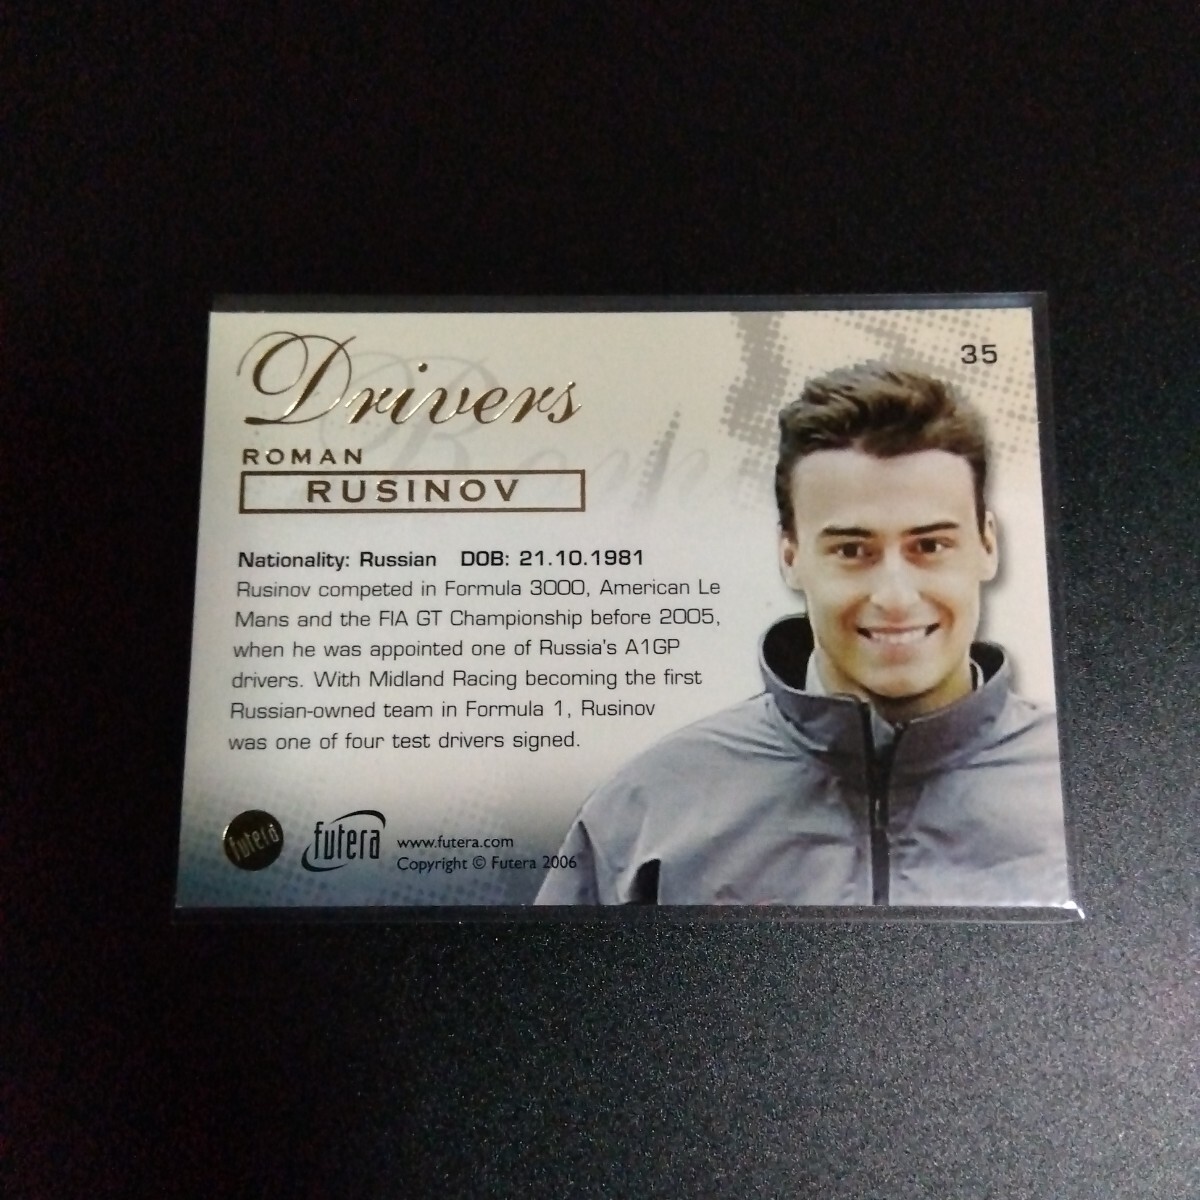 Drivers
35
ROMAN
RUSINOV
Nationality: Russian DOB: 21.10.1981
Rusinov competed in Formula 3000, American Le
Mans and the FIA GT Championship before 2005,
when he was appointed one of Russia's A1GP
drivers. With Midland Racing becoming the first
Russian-owned team in Formula 1, Rusinov
was one of four test drivers signed.
futera
futera
www.futera.com
Copyright © Futera 2006